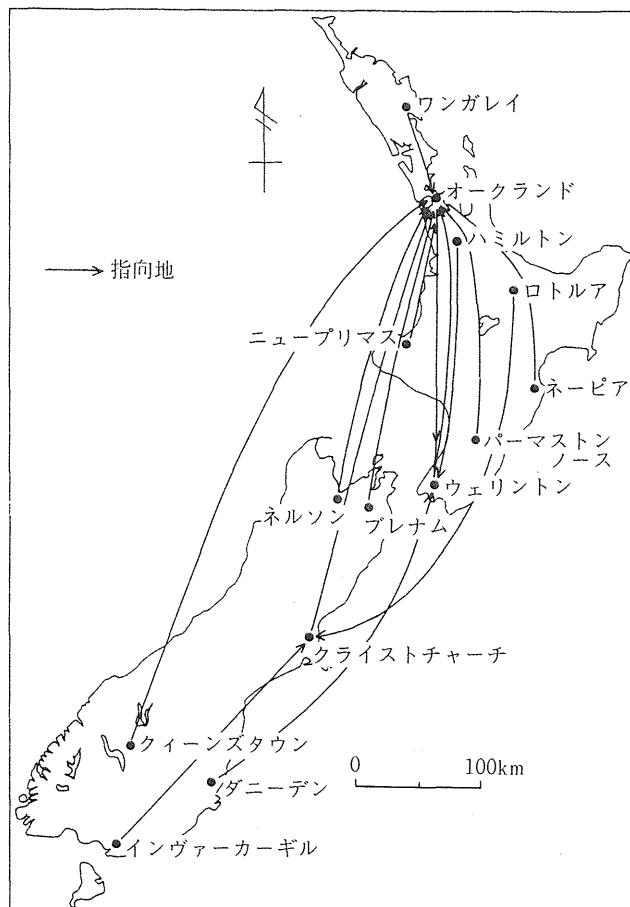 ワンガレイ
オークランド
ハミルトン
指向地
ロトルア
ニュープリマス
ネーピア
パーマストン
ノース
ウェリントン
ネルソン
ブレナム
クライストチャーチ
クィーンズタウン
0 100km
ダニーデン
インヴァーカーギル